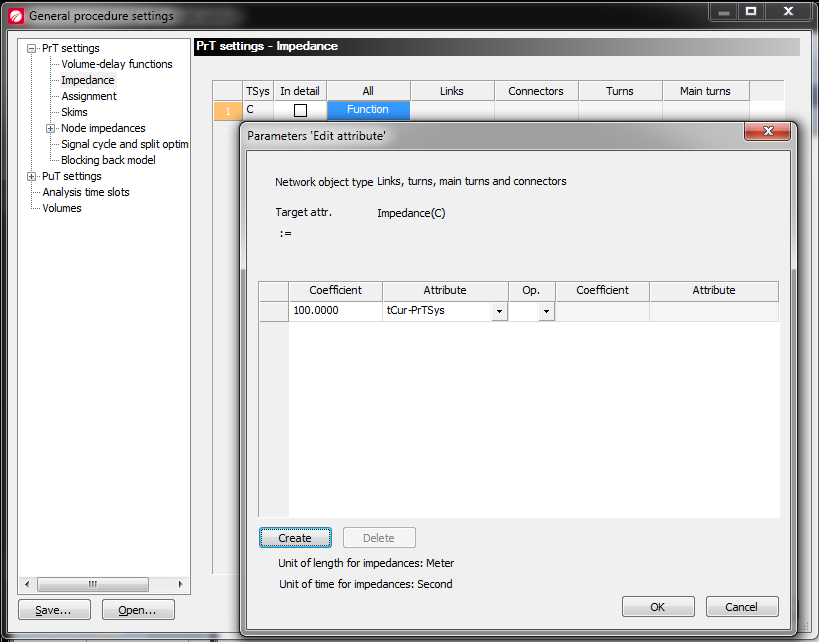 General procedure settings
PrT settings
Volume-delay functions
Impedance
Assignment
Skims
Node impedances
Signal cycle and split optim
Blocking back model
PuT settings
Analysis time slots
Volumes
Save...
Open...
PrT settings - Impedance
TSys In detail All Links Connectors Turns Main turns
1 C Function
Parameters 'Edit attribute'
Network object type Links, turns, main turns and connectors
Target attr. Impedance(C)
:=
Coefficient Attribute Op. Coefficient Attribute
100.0000 tCur-PrTSys
Create Delete
Unit of length for impedances: Meter
Unit of time for impedances: Second
OK Cancel